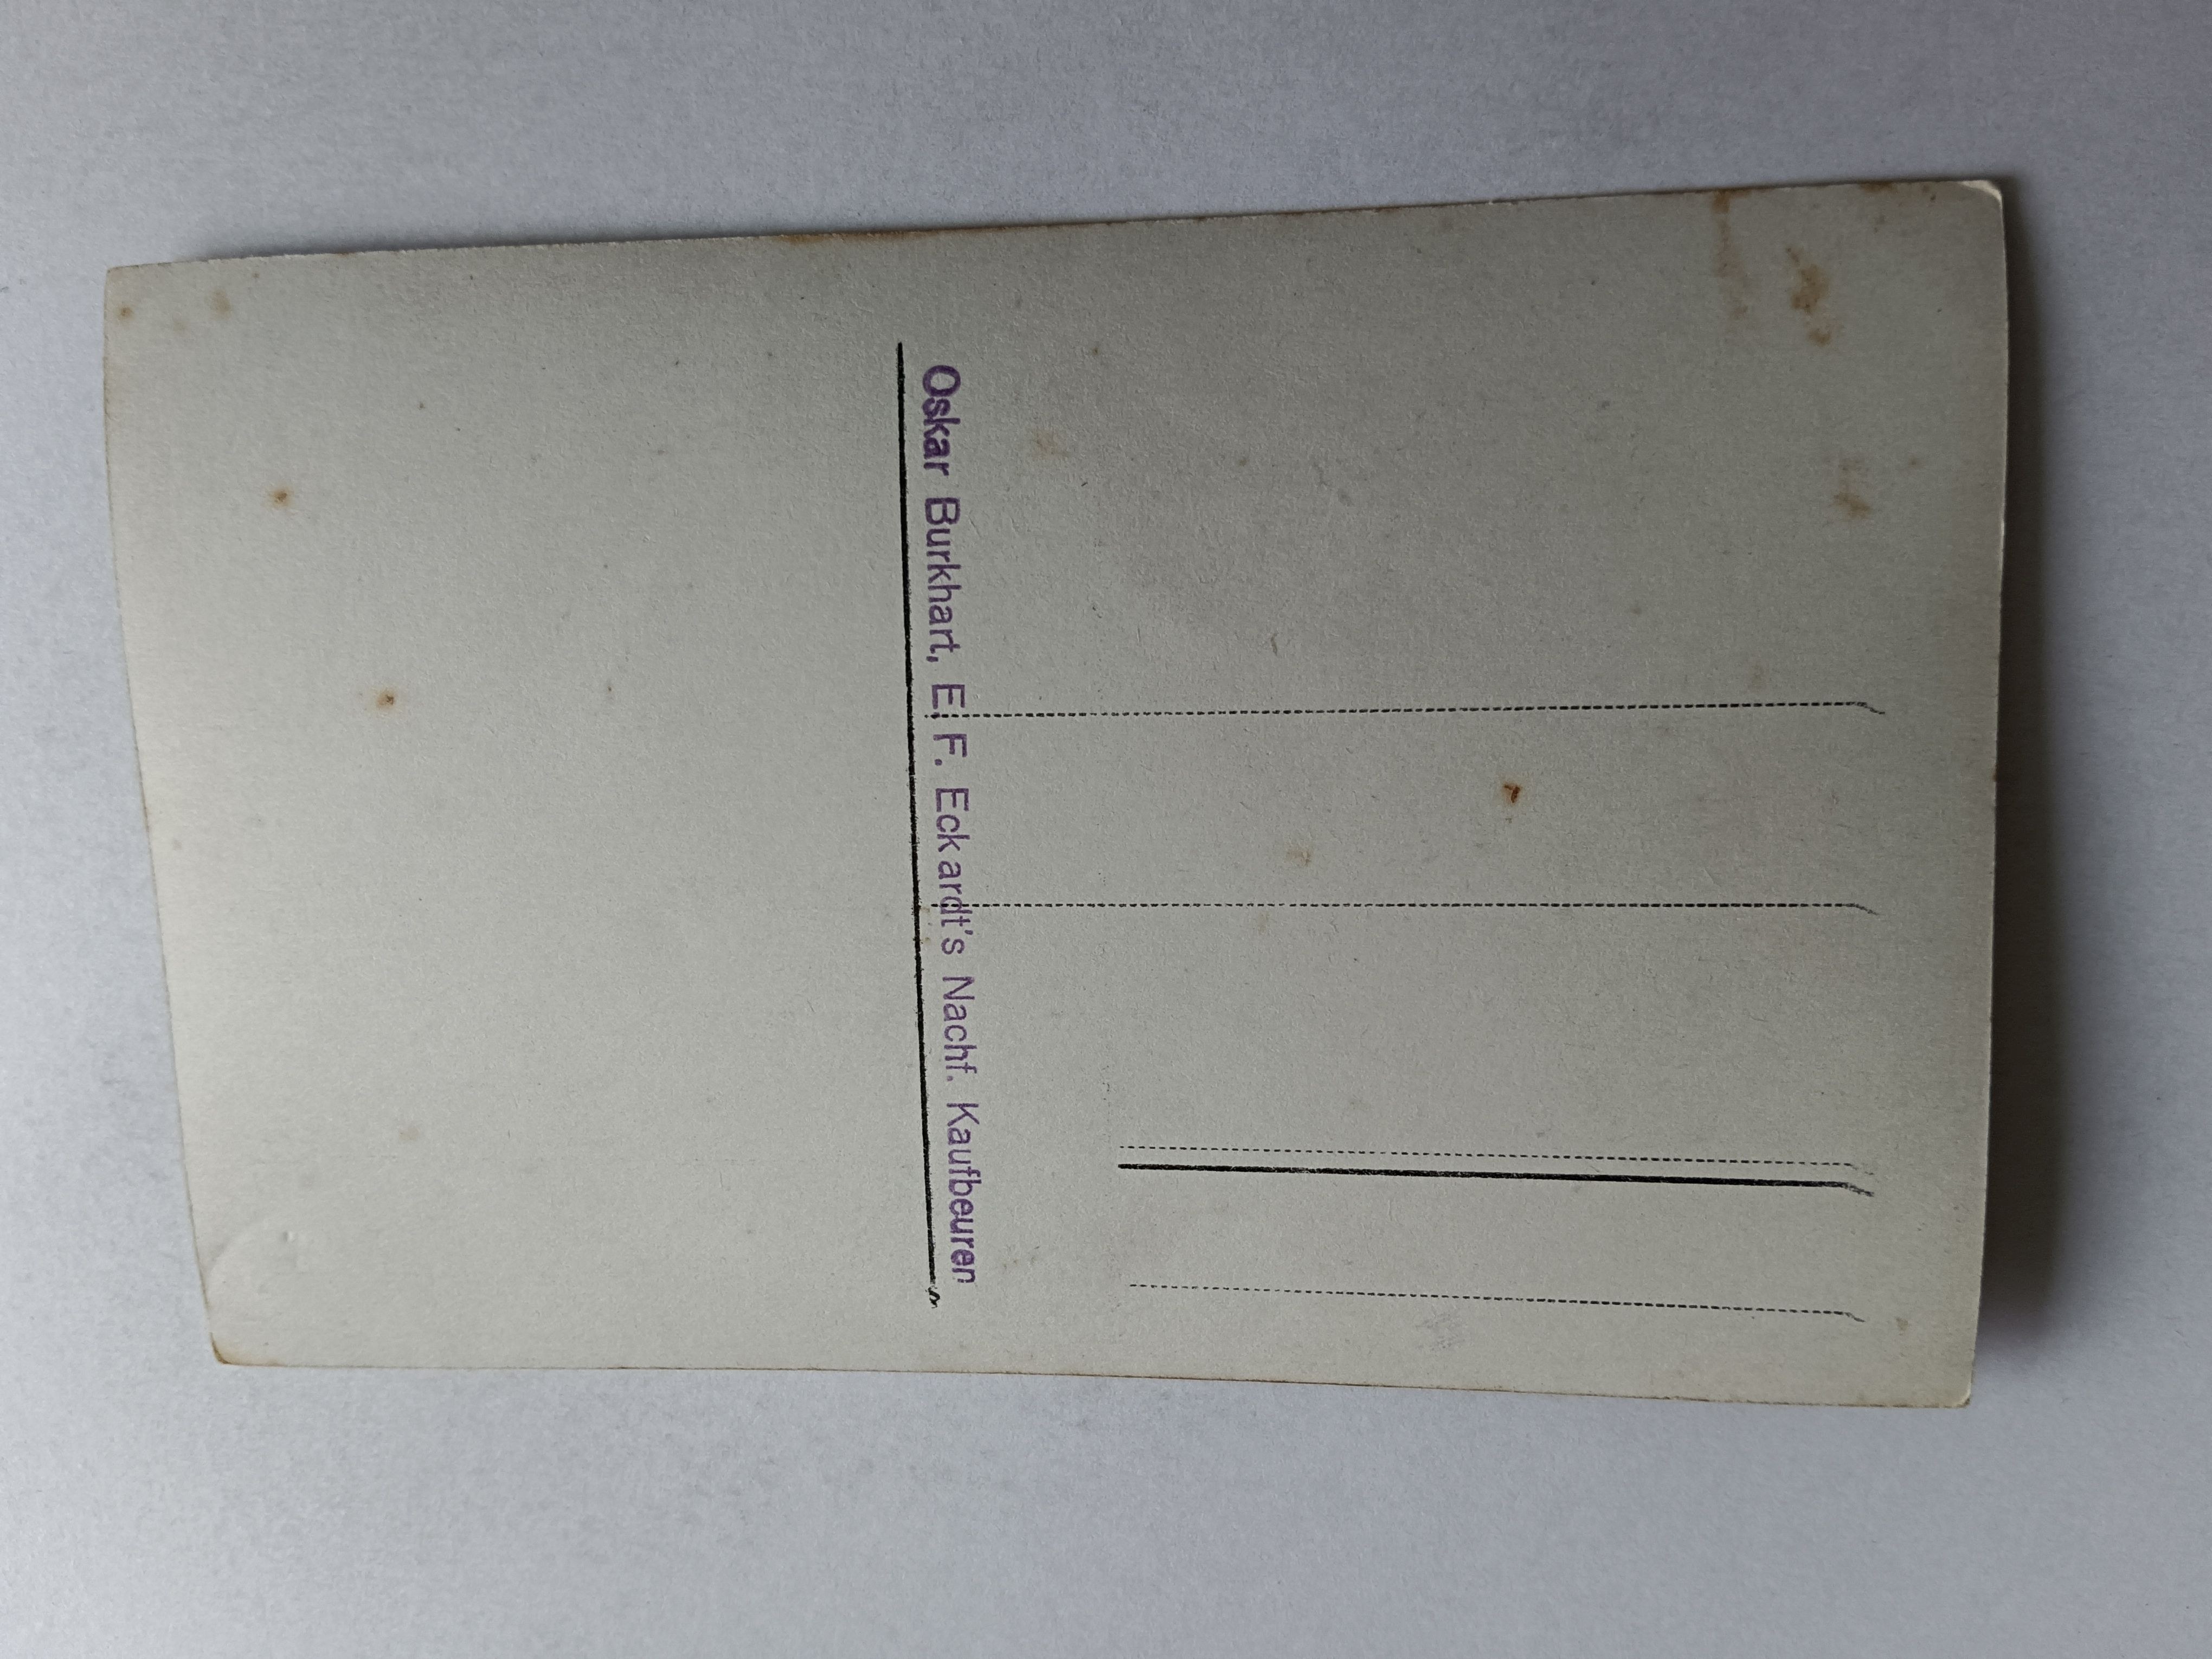 Oskar Burkhart, E. F. Eckardt's Nachf. Kaufbeuren